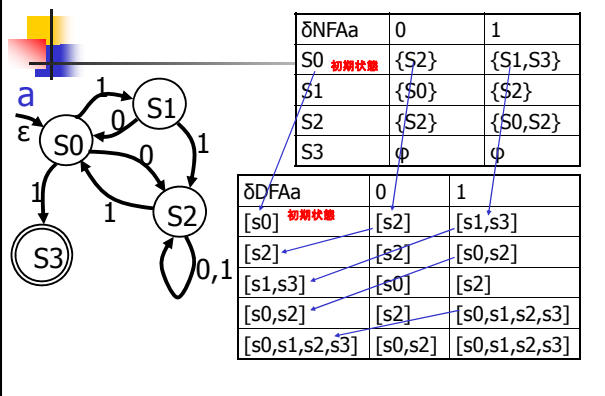 δNFAa 0 1
S0 初期状態 {S2} {S1,S3}
S1 {S0} {S2}
S2 {S2} {S0,S2}
S3 φ φ
a
ε
S0
1
0
S1
0
1
1
S2
1
S3
0,1
δDFAa 0 1
[s0] 初期状態 [s2] [s1,s3]
[s2] [s2] [s0,s2]
[s1,s3] [s0] [s2]
[s0,s2] [s2] [s0,s1,s2,s3]
[s0,s1,s2,s3] [s0,s2] [s0,s1,s2,s3]